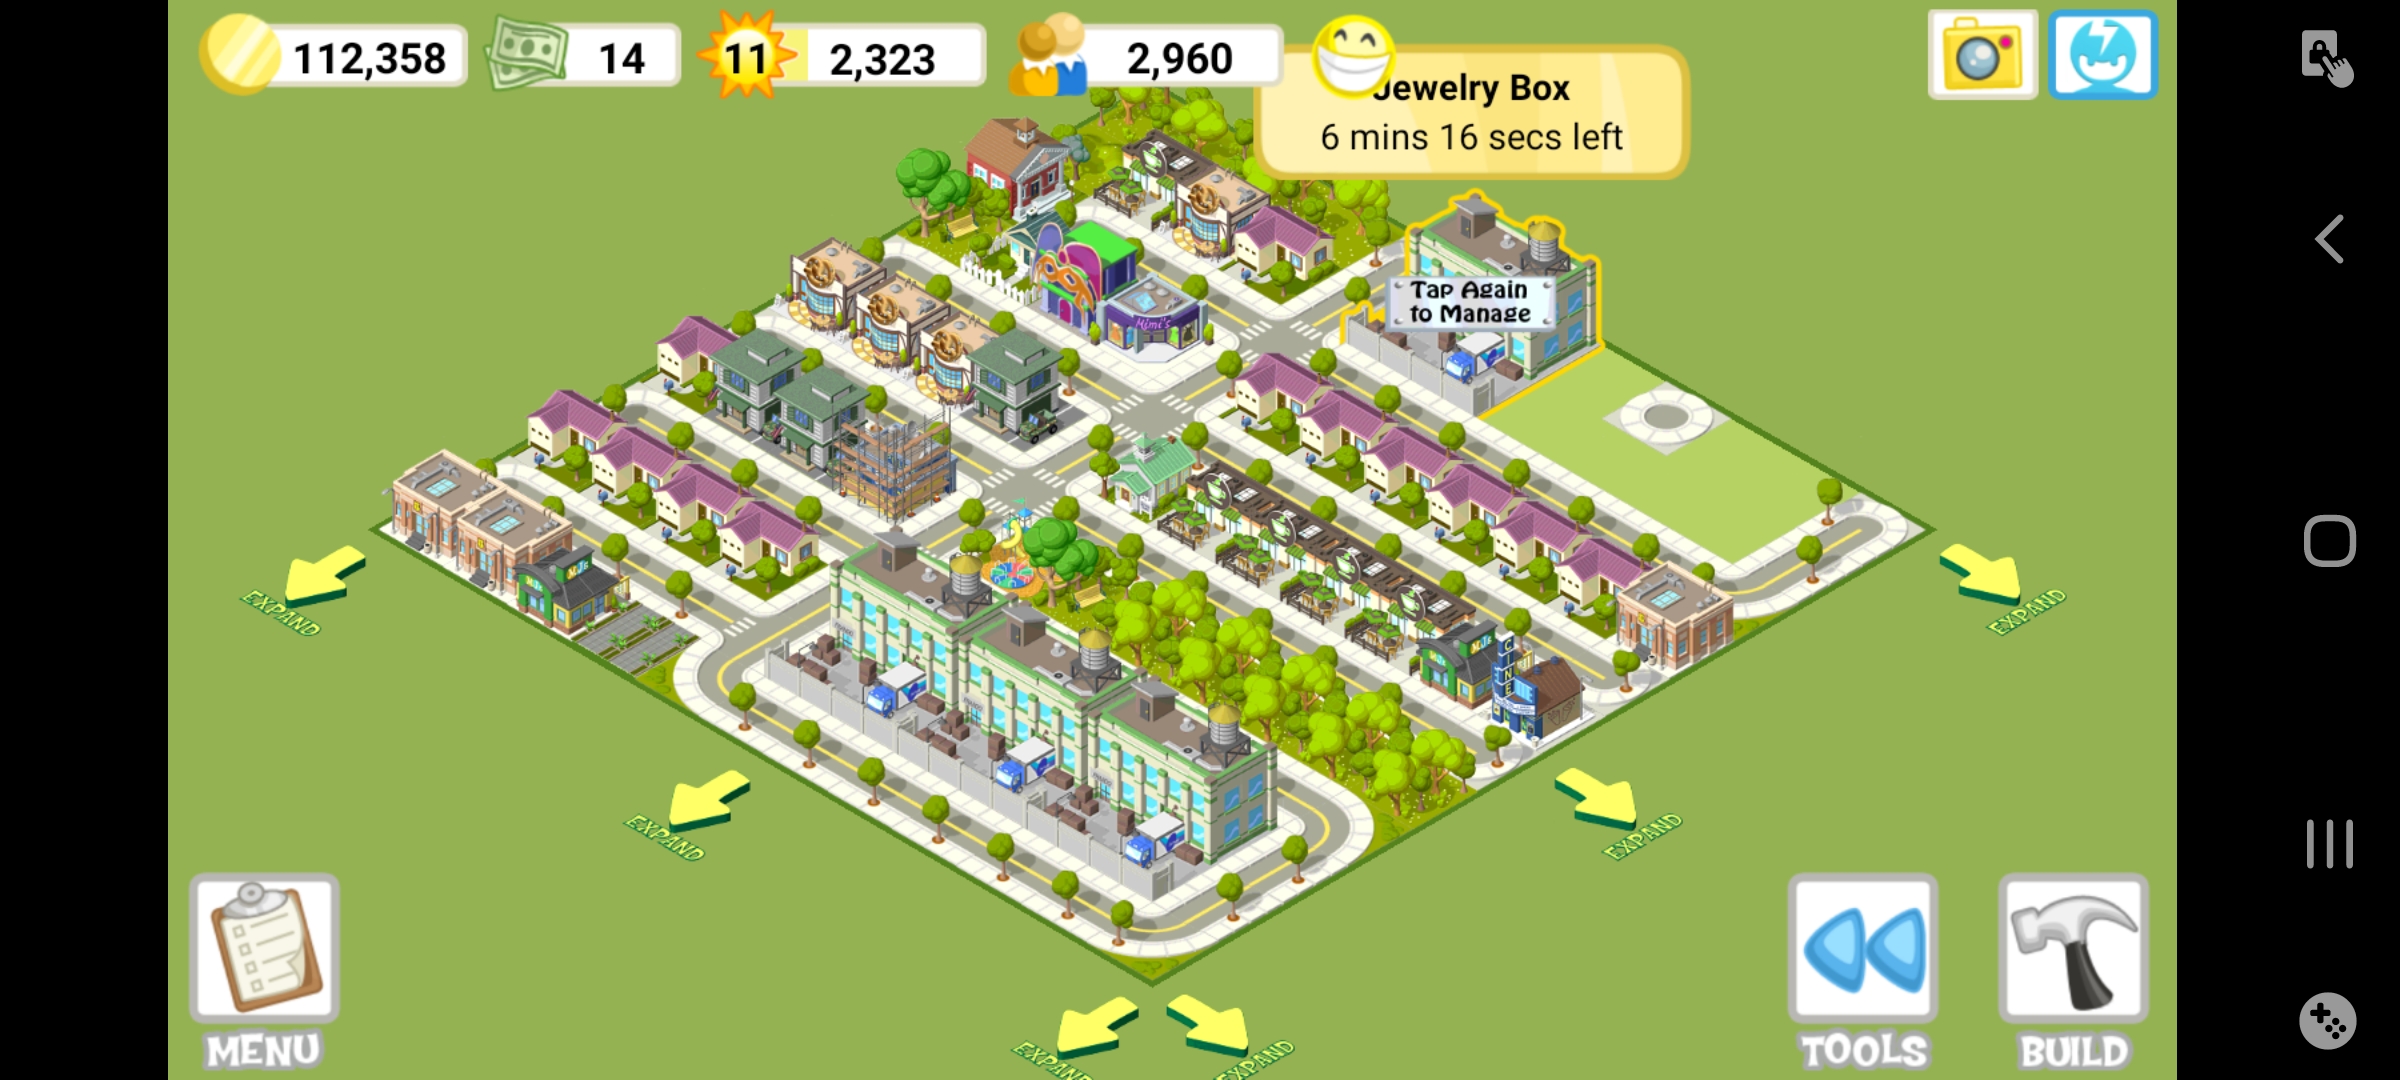 112,358
14
11
2,323
2,960
Jewelry Box
6 mins 16 secs left
Tap Again
to Manage
Mimi's
CINE
EXPAND
EXPAND
EXPAND
EXPAND
EXPAND
EXPAND
MENU
TOOLS
BUILD